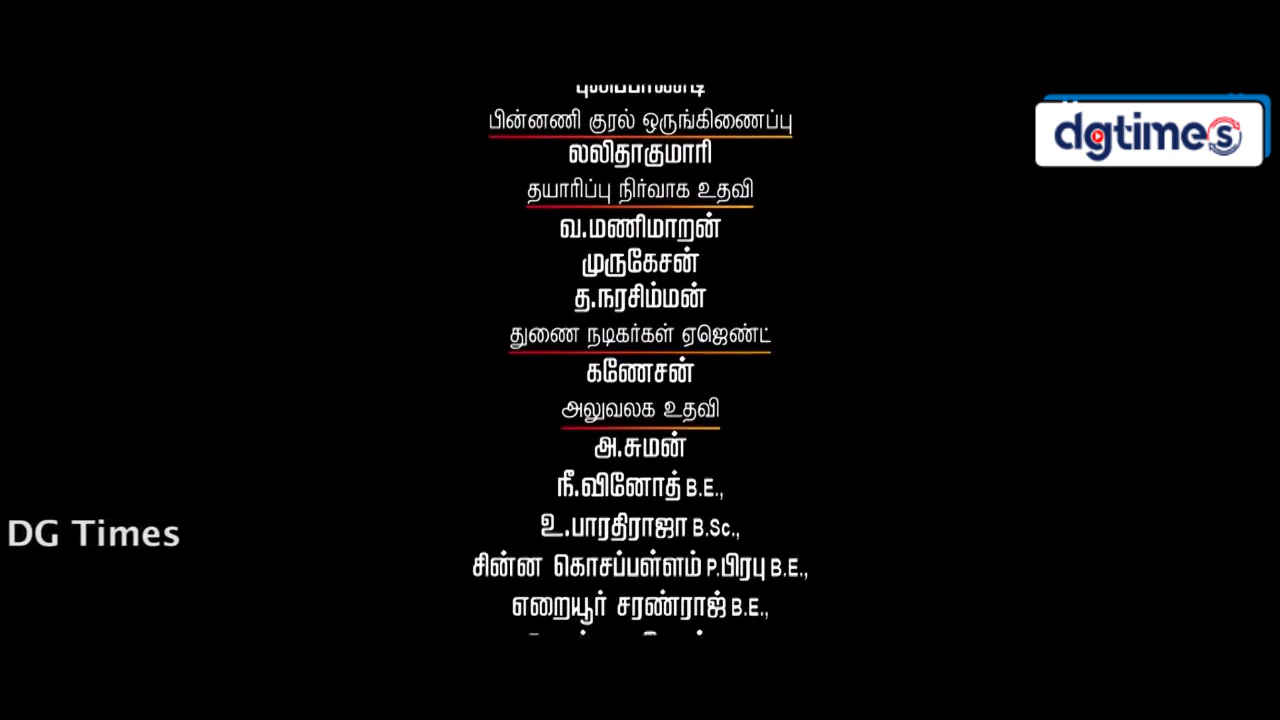 பின்னணி குரல் ஒருங்கிணைப்பு
லலிதாகுமாரி
தயாரிப்பு நிர்வாக உதவி
வ.மணிமாறன்
முருகேசன்
த.நரசிம்மன்
துணை நடிகர்கள் ஏஜெண்ட்
கணேசன்
அலுவலக உதவி
அ.சுமன்
நீ.வினோத் B.E.,
உ.பாரதிராஜா B.Sc.,
சின்ன கொசப்பள்ளம் P.பிரபு B.E.,
எறையூர் சரண்ராஜ் B.E.,
dgtimes
DG Times